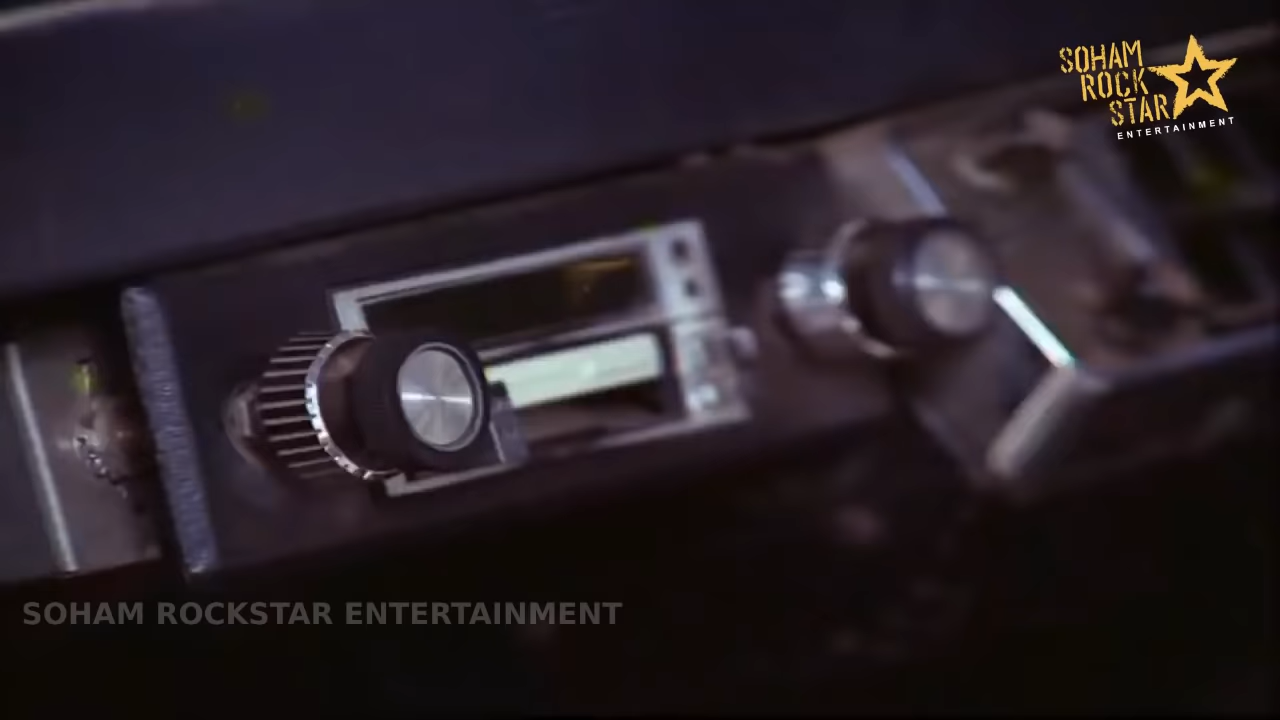 SOHAM
ROCK
STAR
ENTERTAINMENT
SOHAM ROCKSTAR ENTERTAINMENT